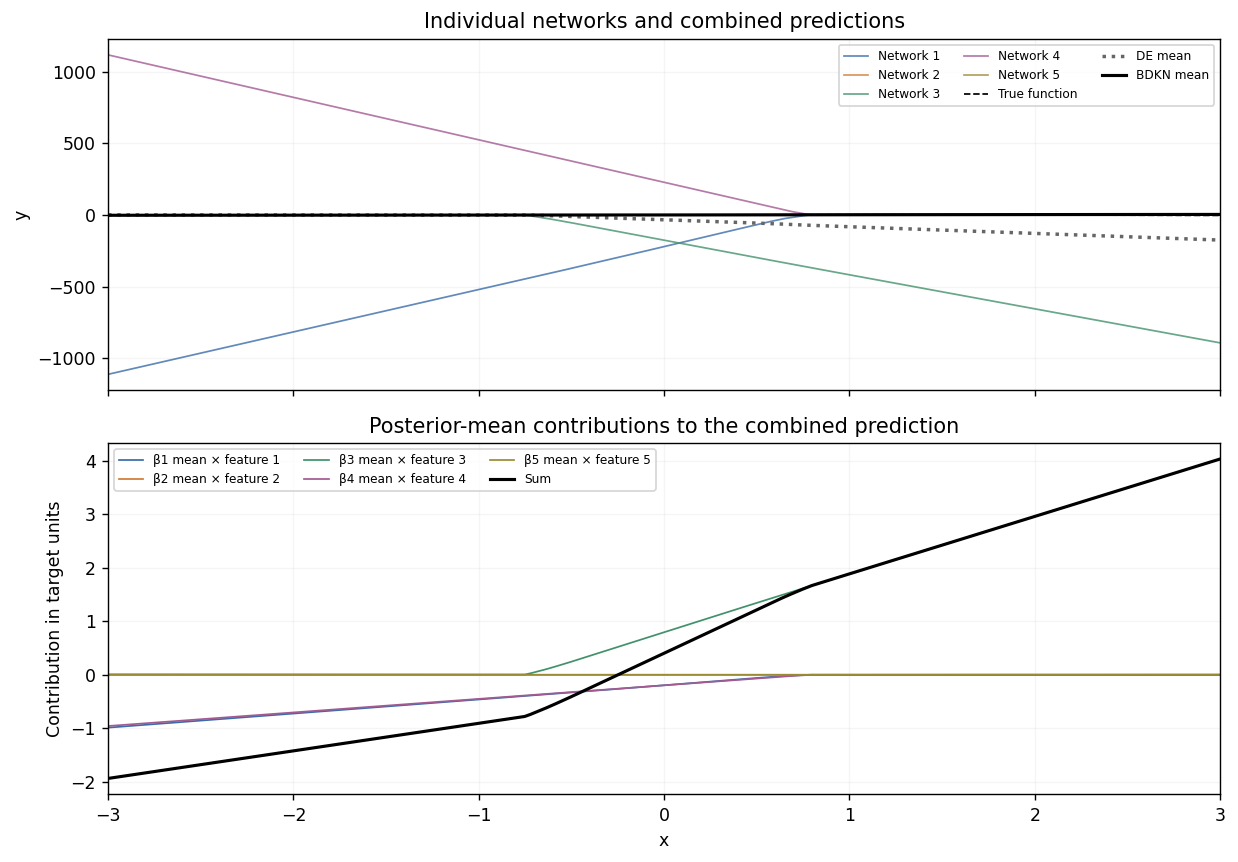 Individual networks and combined predictions
1000
500
0
−500
−1000
y
Network 1
Network 2
Network 3
Network 4
Network 5
True function
DE mean
BDKN mean
Posterior-mean contributions to the combined prediction
4
3
2
1
0
−1
−2
Contribution in target units
β1 mean × feature 1
β2 mean × feature 2
β3 mean × feature 3
β4 mean × feature 4
β5 mean × feature 5
Sum
−3 −2 −1 0 1 2 3
x